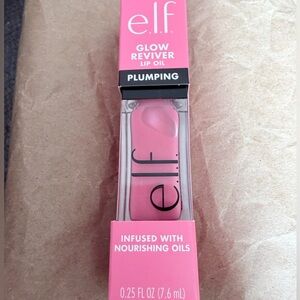 e.l.f.
GLOW
REVIVER
LIP OIL
PLUMPING
e.l.f.
INFUSED WITH
NOURISHING OILS
0.25 FL OZ (7.6 mL)